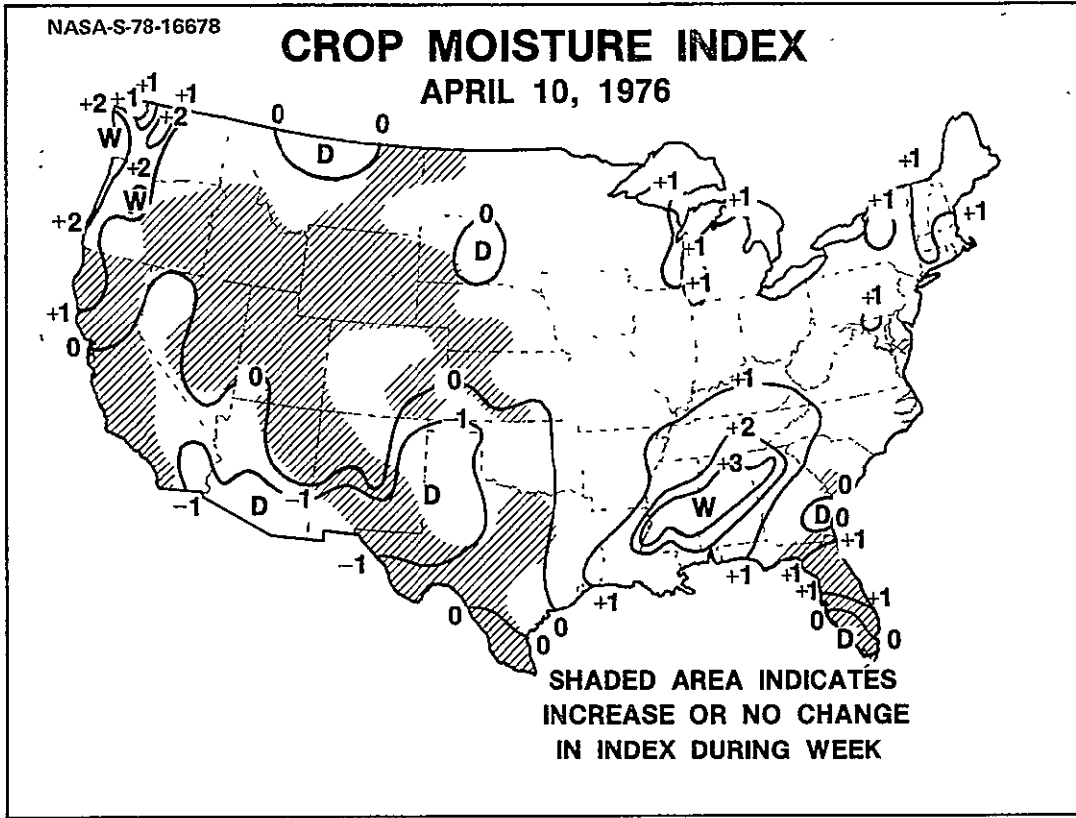 NASA-S-78-16678
CROP MOISTURE INDEX
APRIL 10, 1976
+2 +1 +1 +1
+2
W
0 0
D
+2
W
+2
+1
+1 +1
+1
+1
+1
+1
0
D
+1
+1
0
0
0
-1
+1
+2
+3
W
D
-1
D
-1
-1
0
D 0
+1
+1
+1
+1
+1
+1
0
D
0
0
0
0
SHADED AREA INDICATES
INCREASE OR NO CHANGE
IN INDEX DURING WEEK